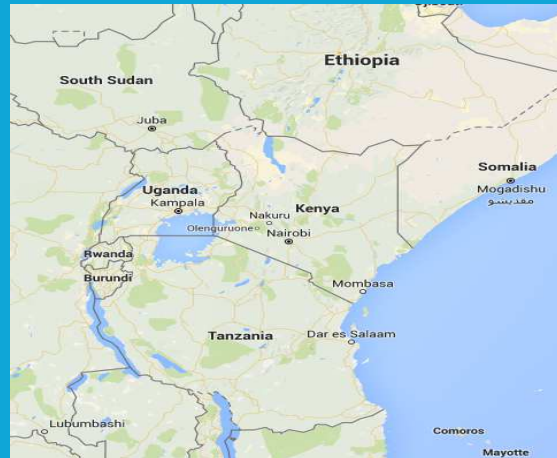 Ethiopia
South Sudan
Juba
Somalia
Mogadishu
مقديشو
Uganda
Kampala
Kenya
Nakuru
Olenguruone
Nairobi
Rwanda
Burundi
Mombasa
Tanzania
Dar es Salaam
Lubumbashi
Comoros
Mayotte